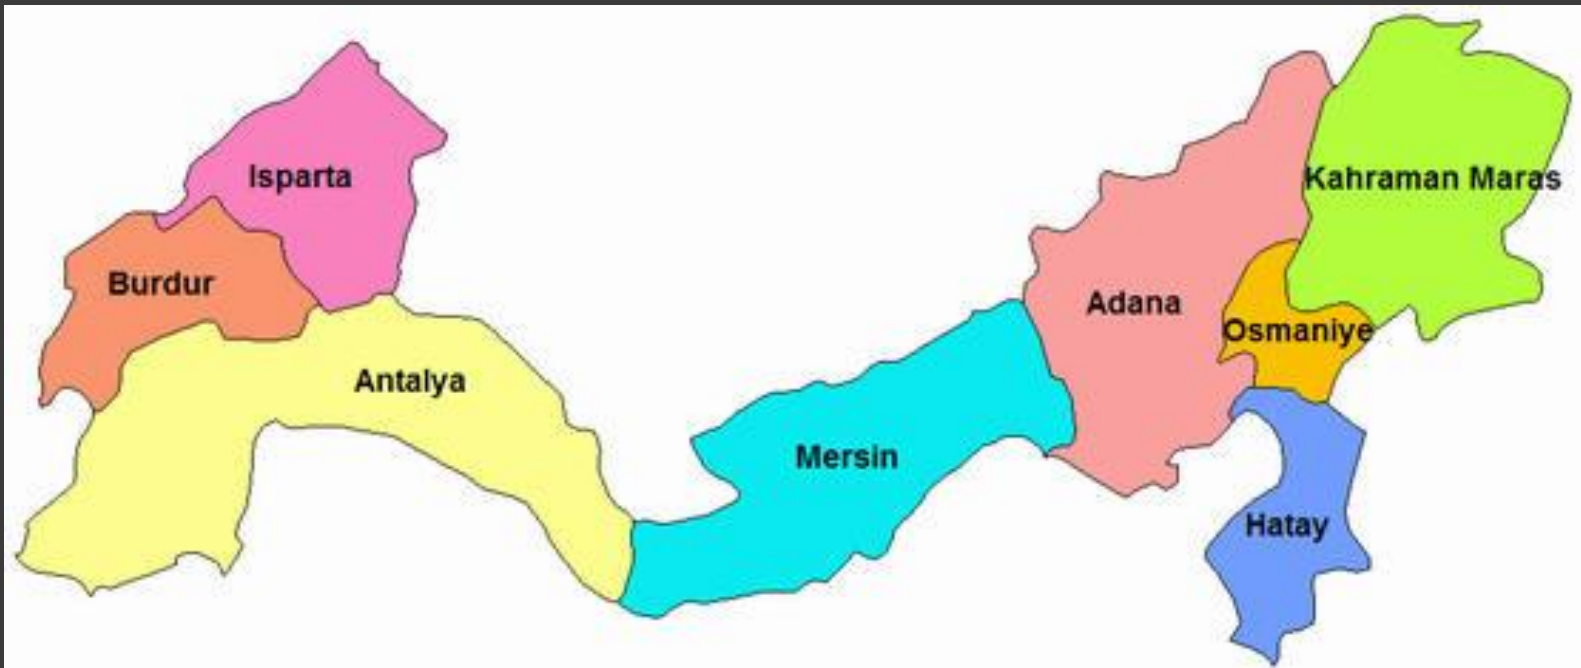 Isparta
Kahraman Maras
Burdur
Adana
Osmaniye
Antalya
Mersin
Hatay